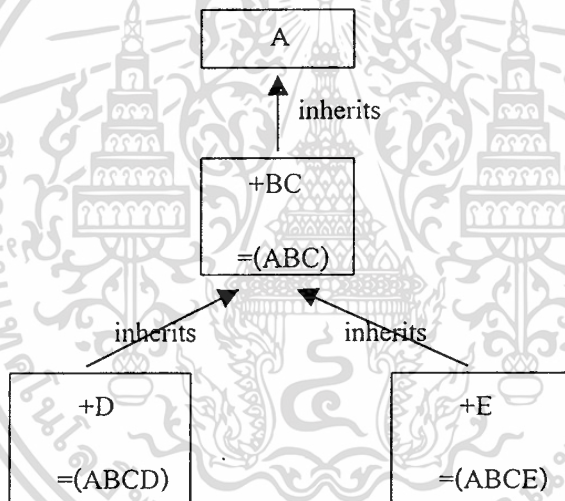 A
inherits
+BC
=(ABC)
inherits
inherits
+D
+E
=(ABCD)
=(ABCE)